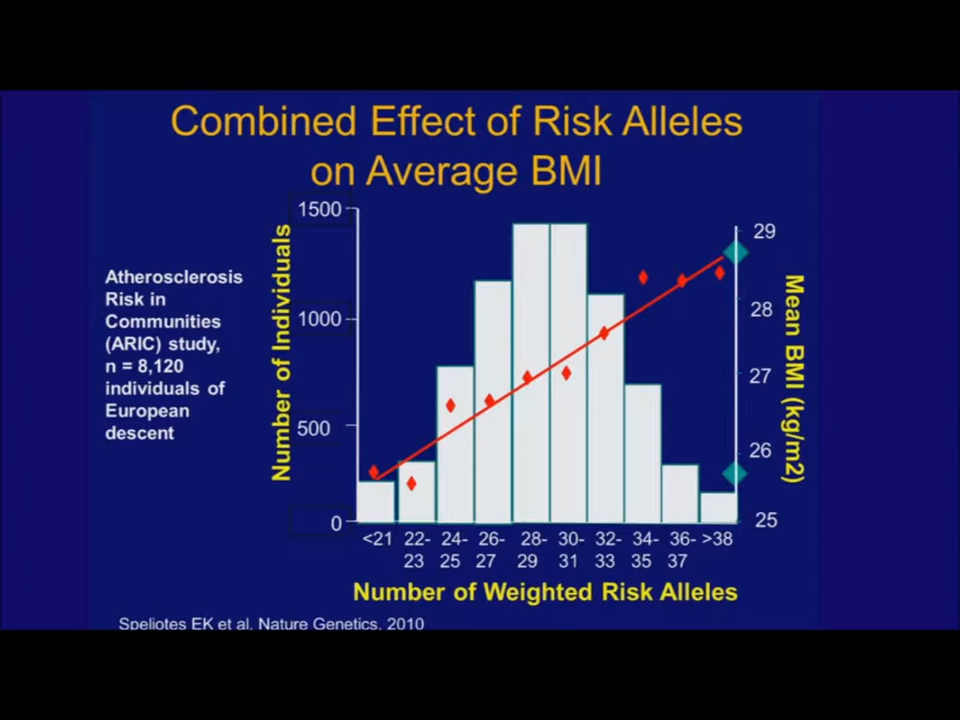 Combined Effect of Risk Alleles
on Average BMI
Atherosclerosis
Risk in
Communities
(ARIC) study,
n = 8,120
individuals of
European
descent
Number of Individuals
1500
1000
500
0
29
28
27
26
25
Mean BMI (kg/m2)
<21 22- 24- 26- 28- 30- 32- 34- 36- >38
23 25 27 29 31 33 35 37
Number of Weighted Risk Alleles
Speliotes EK et al. Nature Genetics, 2010